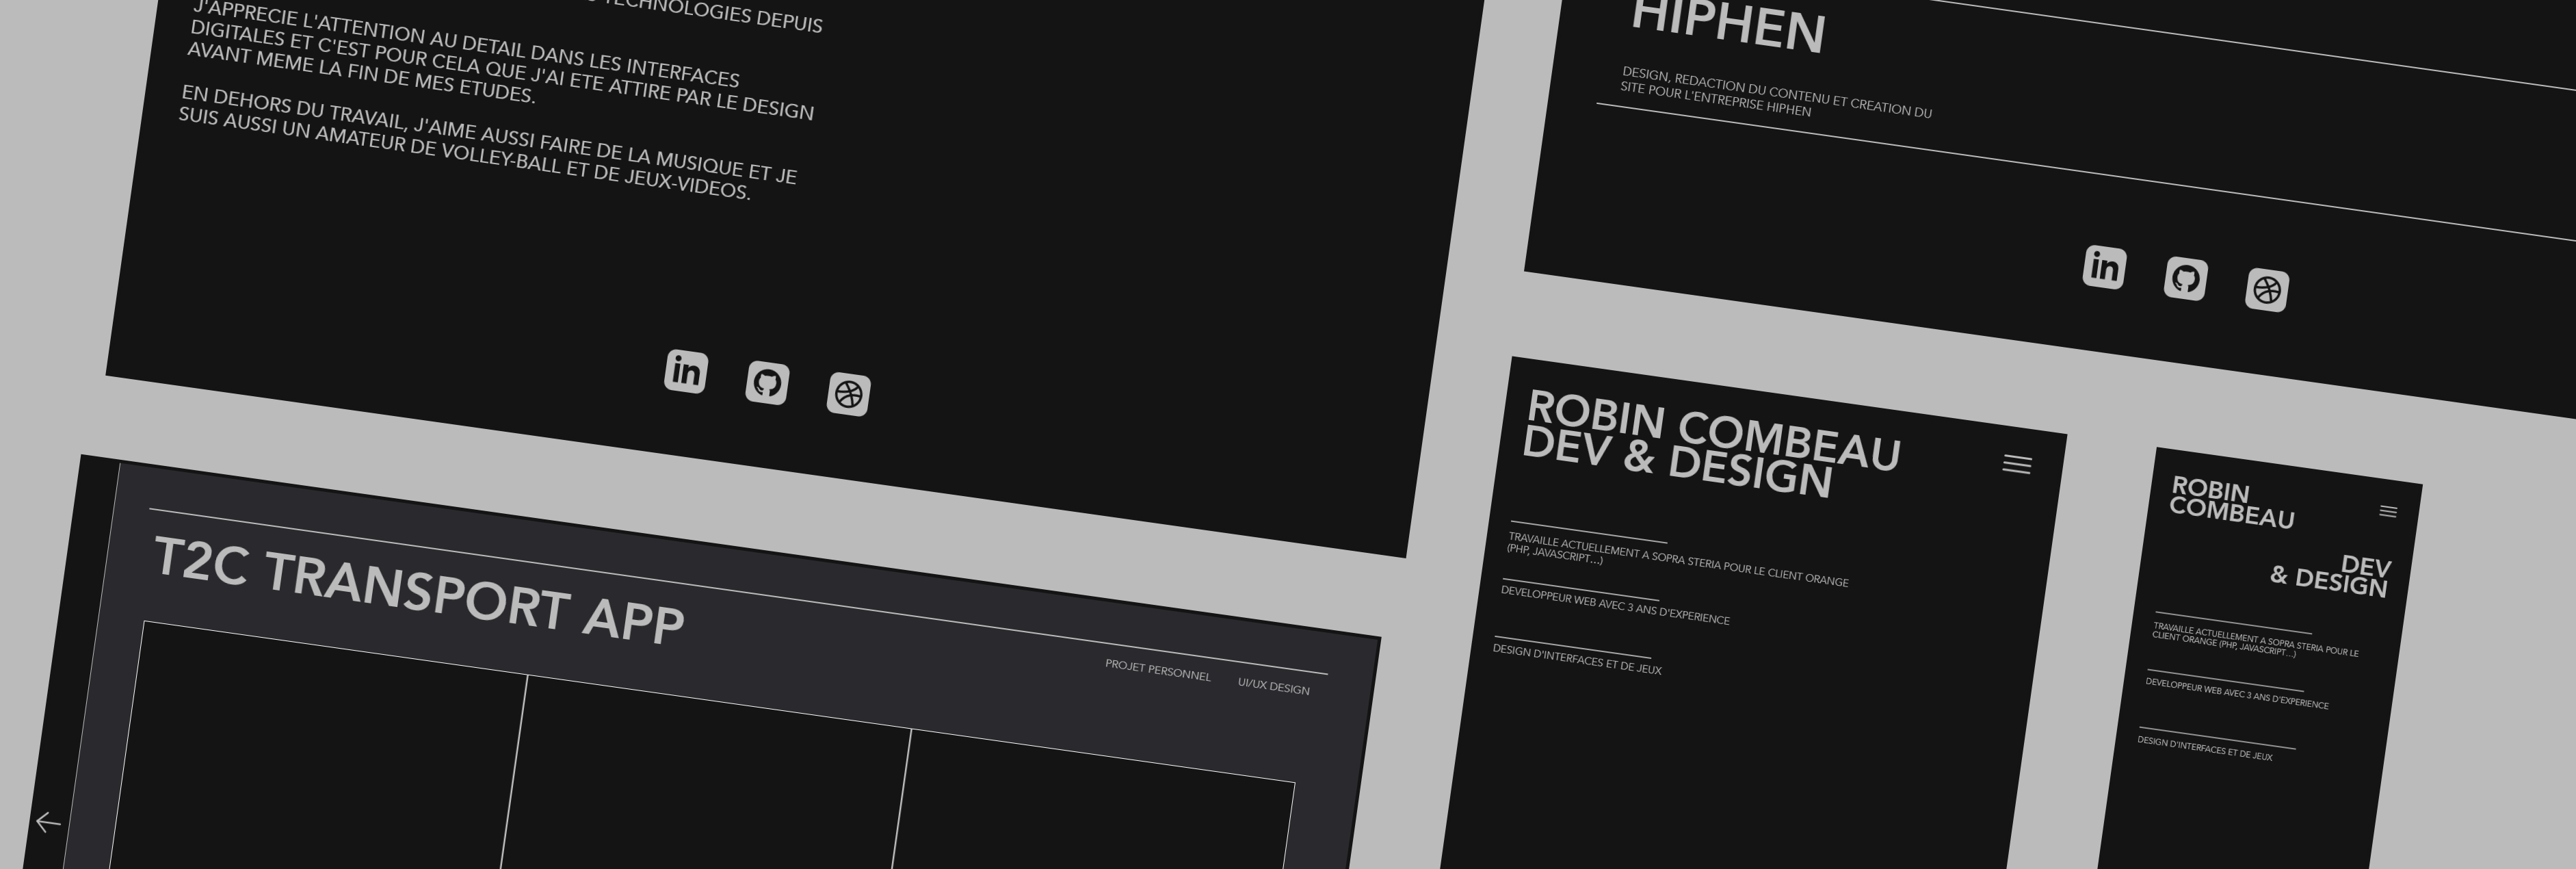 TECHNOLOGIES DEPUIS
J'APPRECIE L'ATTENTION AU DETAIL DANS LES INTERFACES
DIGITALES ET C'EST POUR CELA QUE J'AI ETE ATTIRE PAR LE DESIGN
AVANT MEME LA FIN DE MES ETUDES.
EN DEHORS DU TRAVAIL, J'AIME AUSSI FAIRE DE LA MUSIQUE ET JE
SUIS AUSSI UN AMATEUR DE VOLLEY-BALL ET DE JEUX-VIDEOS.
in
HIPHEN
DESIGN, REDACTION DU CONTENU ET CREATION DU
SITE POUR L'ENTREPRISE HIPHEN
in
T2C TRANSPORT APP
PROJET PERSONNEL
UI/UX DESIGN
ROBIN COMBEAU
DEV & DESIGN
TRAVAILLE ACTUELLEMENT A SOPRA STERIA POUR LE CLIENT ORANGE
(PHP, JAVASCRIPT...)
DEVELOPPEUR WEB AVEC 3 ANS D'EXPERIENCE
DESIGN D'INTERFACES ET DE JEUX
ROBIN
COMBEAU
DEV
& DESIGN
TRAVAILLE ACTUELLEMENT A SOPRA STERIA POUR LE
CLIENT ORANGE (PHP, JAVASCRIPT...)
DEVELOPPEUR WEB AVEC 3 ANS D'EXPERIENCE
DESIGN D'INTERFACES ET DE JEUX